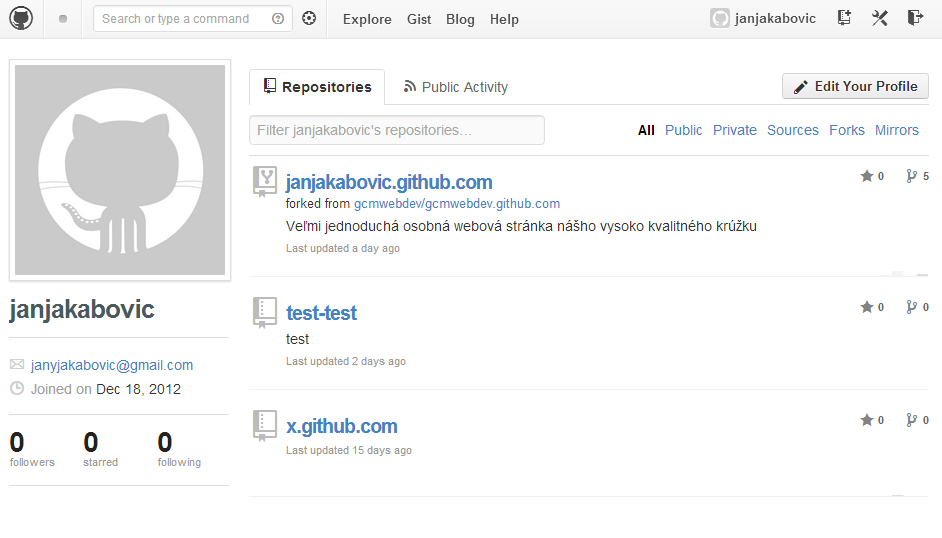 Search or type a command
Explore Gist Blog Help
janjakabovic
Repositories
Public Activity
Edit Your Profile
Filter janjakabovic's repositories...
All Public Private Sources Forks Mirrors
janjakabovic.github.com
0 5
forked from gcmwebdev/gcmwebdev.github.com
Veľmi jednoduchá osobná webová stránka nášho vysoko kvalitného krúžku
Last updated a day ago
test-test
0 0
test
Last updated 2 days ago
x.github.com
0 0
Last updated 15 days ago
janjakabovic
janyjakabovic@gmail.com
Joined on Dec 18, 2012
0 0 0
followers starred following